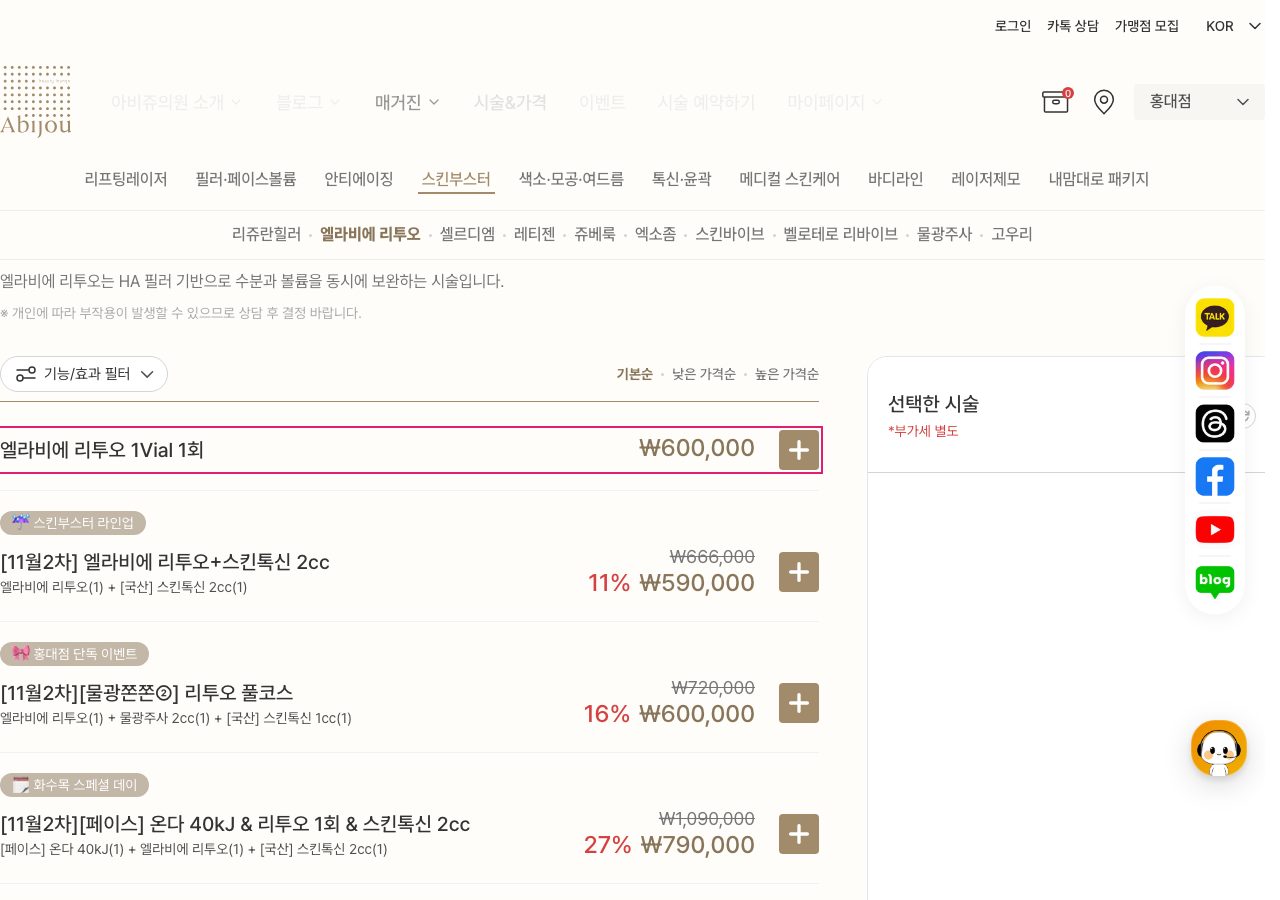 로그인 카톡 상담 가맹점 모집 KOR
아비쥬의원 소개 블로그 매거진 시술&가격 이벤트 시술 예약하기 마이페이지 0 홍대점
Abijou
리프팅레이저 필러·페이스볼륨 안티에이징 스킨부스터 색소·모공·여드름 톡신·윤곽 메디컬 스킨케어 바디라인 레이저제모 내맘대로 패키지
리쥬란힐러 • 엘라비에 리투오 • 셀르디엠 • 레티젠 • 쥬베룩 • 엑소좀 • 스킨바이브 • 벨로테로 리바이브 • 물광주사 • 고우리
엘라비에 리투오는 HA 필러 기반으로 수분과 볼륨을 동시에 보완하는 시술입니다.
※ 개인에 따라 부작용이 발생할 수 있으므로 상담 후 결정 바랍니다.
TALK
기능/효과 필터 기본순 • 낮은 가격순 • 높은 가격순
선택한 시술
*부가세 별도
엘라비에 리투오 1Vial 1회 ₩600,000
스킨부스터 라인업
[11월2차] 엘라비에 리투오+스킨톡신 2cc ₩666,000
엘라비에 리투오(1) + [국산] 스킨톡신 2cc(1) 11% ₩590,000
blog
홍대점 단독 이벤트
[11월2차][물광쫀쫀②] 리투오 풀코스 ₩720,000
엘라비에 리투오(1) + 물광주사 2cc(1) + [국산] 스킨톡신 1cc(1) 16% ₩600,000
화수목 스페셜 데이
[11월2차][페이스] 온다 40kJ & 리투오 1회 & 스킨톡신 2cc ₩1,090,000
[페이스] 온다 40kJ(1) + 엘라비에 리투오(1) + [국산] 스킨톡신 2cc(1) 27% ₩790,000